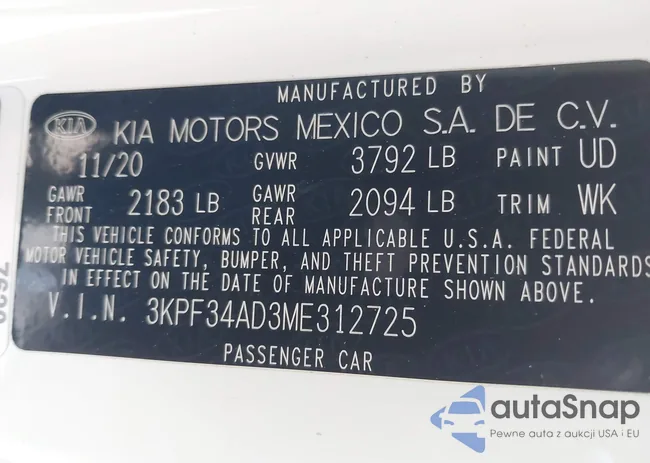 MANUFACTURED BY
KIA KIA MOTORS MEXICO S.A. DE C.V.
11/20 GVWR 3792 LB PAINT UD
GAWR FRONT 2183 LB GAWR REAR 2094 LB TRIM WK
THIS VEHICLE CONFORMS TO ALL APPLICABLE U.S.A. FEDERAL
MOTOR VEHICLE SAFETY, BUMPER, AND THEFT PREVENTION STANDARDS
IN EFFECT ON THE DATE OF MANUFACTURE SHOWN ABOVE.
V.I.N. 3KPF34AD3ME312725
PASSENGER CAR
autaSnap
Pewne auta z aukcji USA i EU